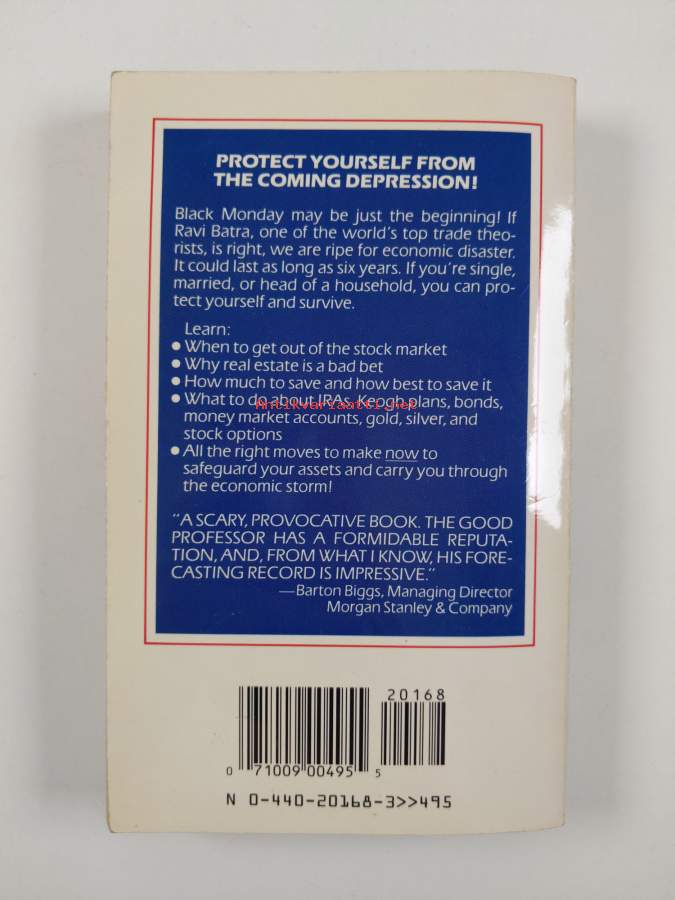 PROTECT YOURSELF FROM
THE COMING DEPRESSION!
Black Monday may be just the beginning! If
Ravi Batra, one of the world's top trade theo-
rists, is right, we are ripe for economic disaster.
It could last as long as six years. If you're single,
married, or head of a household, you can pro-
tect yourself and survive.
Learn:
• When to get out of the stock market
• Why real estate is a bad bet
• How much to save and how best to save it
• What to do about IRAs, Keogh plans, bonds,
Antikvariaatti.net
money market accounts, gold, silver, and
stock options
• All the right moves to make now to
safeguard your assets and carry you through
the economic storm!
"A SCARY, PROVOCATIVE BOOK. THE GOOD
PROFESSOR HAS A FORMIDABLE REPUTA-
TION, AND, FROM WHAT I KNOW, HIS FORE-
CASTING RECORD IS IMPRESSIVE."
—Barton Biggs, Managing Director
Morgan Stanley & Company
20168
0 71009 00495 5
N 0-440-20168-3>>495